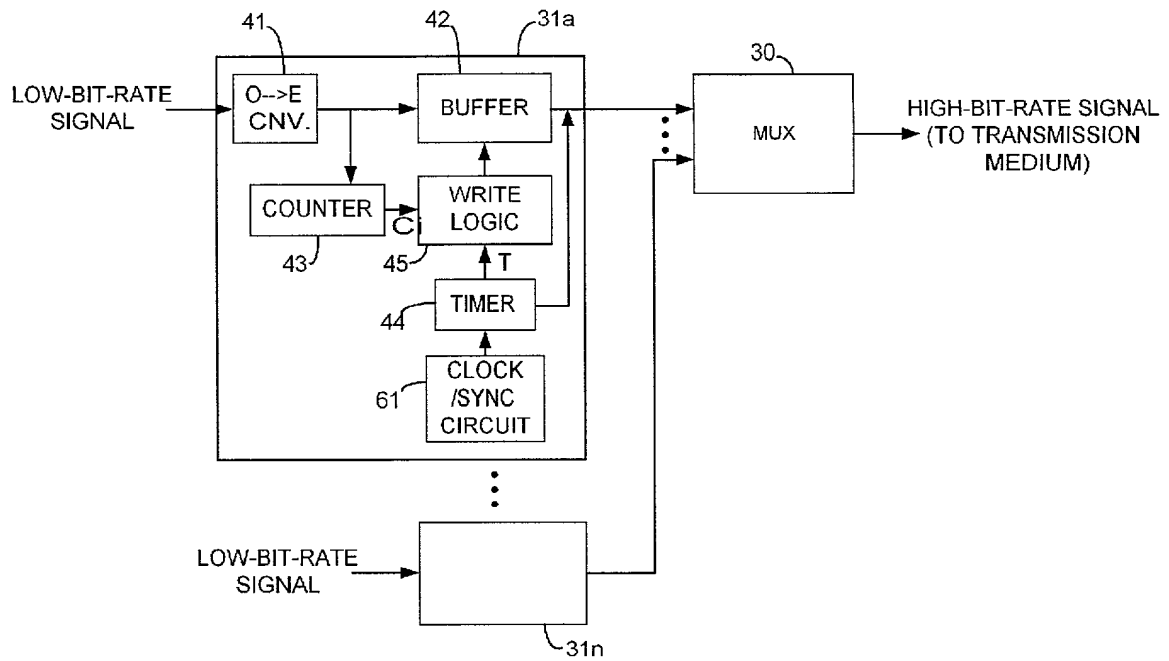 41
42
31a
30
LOW-BIT-RATE
SIGNAL
O-->E
CNV.
BUFFER
MUX
HIGH-BIT-RATE SIGNAL
(TO TRANSMISSION
MEDIUM)
COUNTER
43
Ci
WRITE
LOGIC
45
T
44
TIMER
61
CLOCK
/SYNC
CIRCUIT
LOW-BIT-RATE
SIGNAL
31n